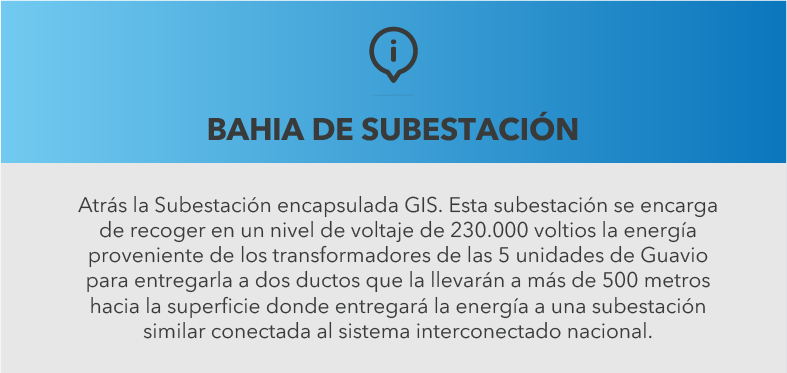 BAHIA DE SUBESTACIÓN
Atrás la Subestación encapsulada GIS. Esta subestación se encarga
de recoger en un nivel de voltaje de 230.000 voltios la energía
proveniente de los transformadores de las 5 unidades de Guavio
para entregarla a dos ductos que la llevarán a más de 500 metros
hacia la superficie donde entregará la energía a una subestación
similar conectada al sistema interconectado nacional.